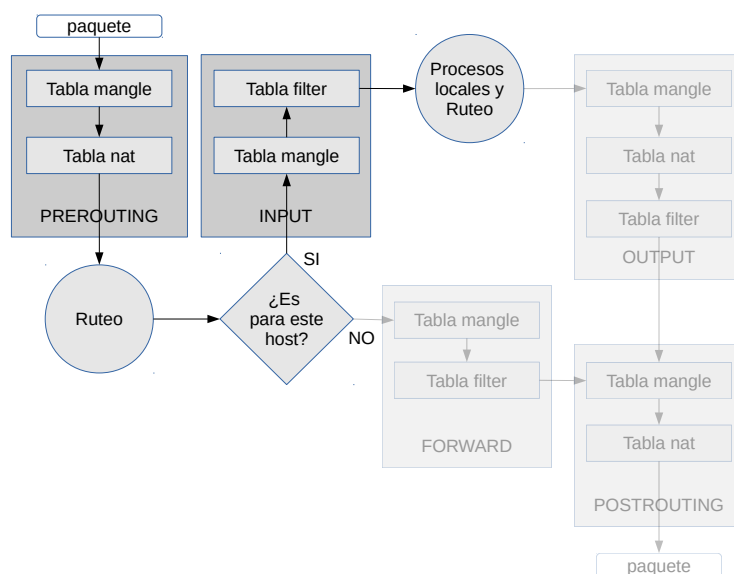 paquete
Tabla mangle
Tabla nat
PREROUTING
Tabla filter
Tabla mangle
INPUT
Procesos
locales y
Ruteo
Tabla mangle
Tabla nat
Tabla filter
OUTPUT
Ruteo
¿Es
para este
host?
SI
NO
Tabla mangle
Tabla filter
FORWARD
Tabla mangle
Tabla nat
POSTROUTING
paquete